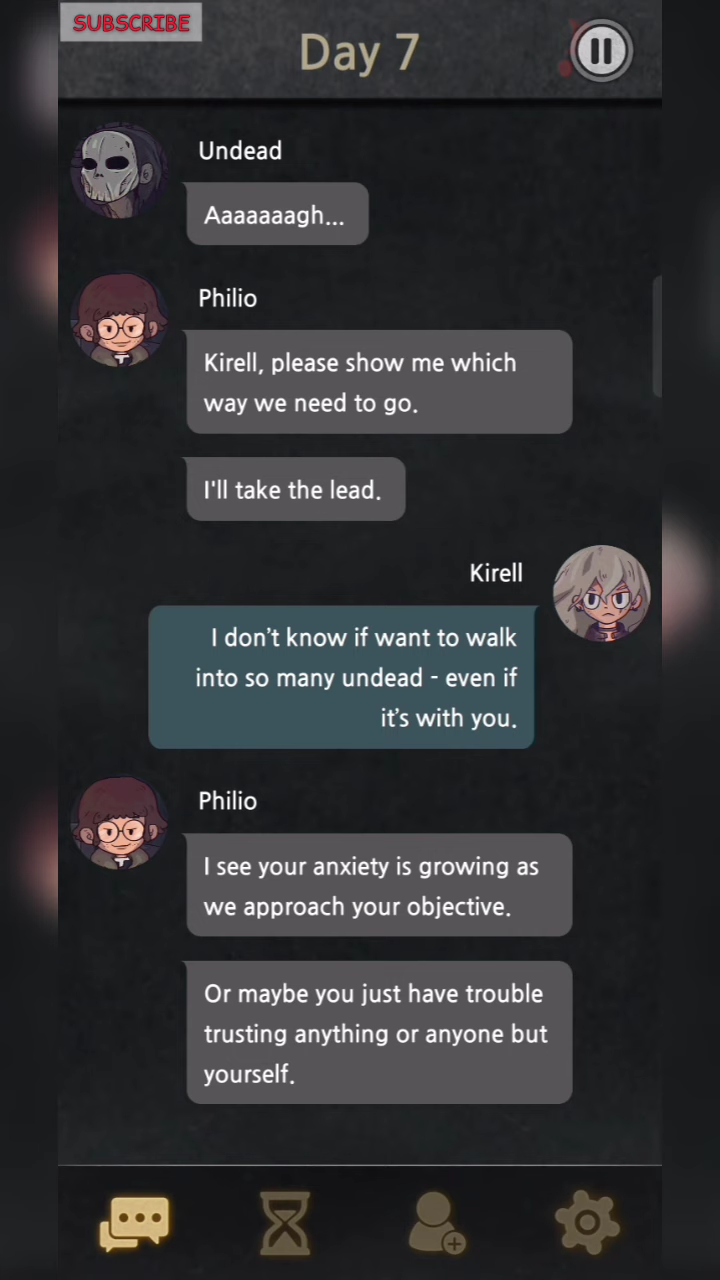 SUBSCRIBE
Day 7
Undead
Aaaaaaagh...
Philio
Kirell, please show me which
way we need to go.
I'll take the lead.
Kirell
I don't know if want to walk
into so many undead - even if
it's with you.
Philio
I see your anxiety is growing as
we approach your objective.
Or maybe you just have trouble
trusting anything or anyone but
yourself.